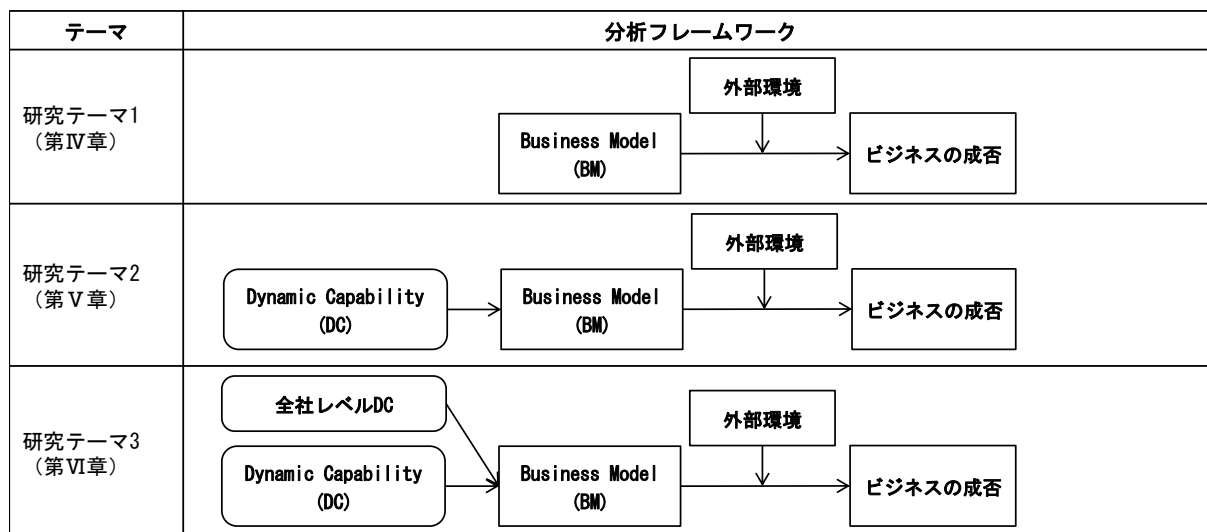 テーマ
分析フレームワーク
研究テーマ1
（第Ⅳ章）
外部環境
Business Model
(BM)
ビジネスの成否
研究テーマ2
（第Ⅴ章）
外部環境
Dynamic Capability
(DC)
Business Model
(BM)
ビジネスの成否
研究テーマ3
（第Ⅵ章）
全社レベルDC
外部環境
Dynamic Capability
(DC)
Business Model
(BM)
ビジネスの成否